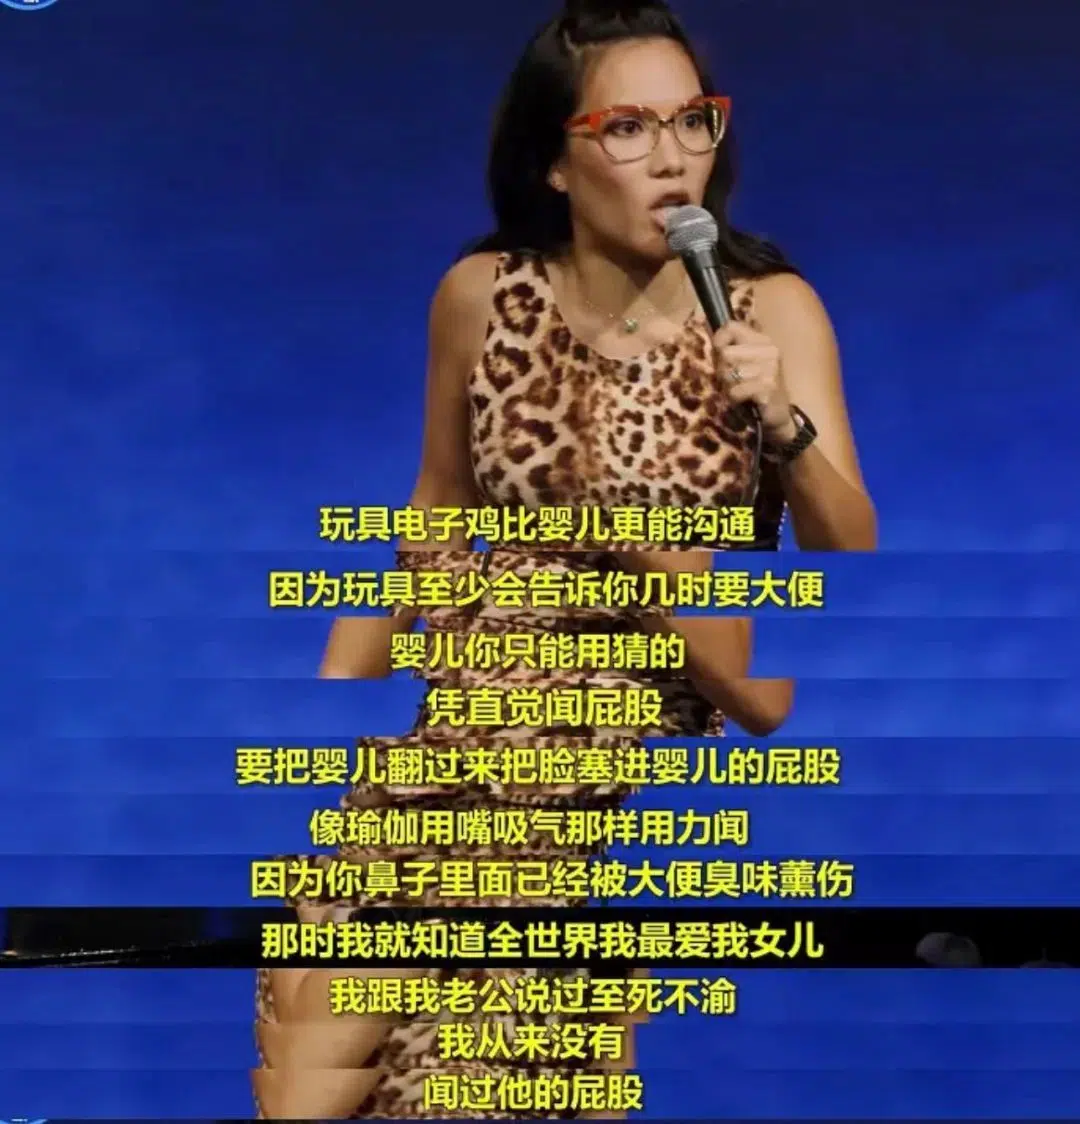 玩具电子鸡比婴儿更能沟通
因为玩具至少会告诉你几时要大便
婴儿你只能用猜的
凭直觉闻屁股
要把婴儿翻过来把脸塞进婴儿的屁股
像瑜伽用嘴吸气那样用力闻
因为你鼻子里面已经被大便臭味薰伤
那时我就知道全世界我最爱我女儿
我跟我老公说过至死不渝
我从来没有
闻过他的屁股